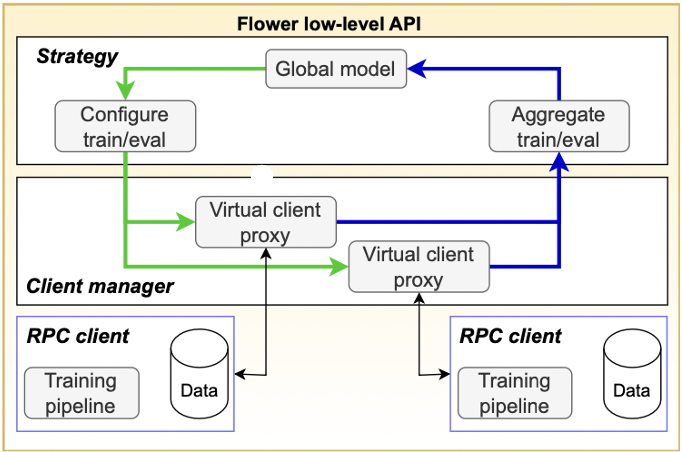 Flower low-level API
Strategy
Global model
Configure
train/eval
Aggregate
train/eval
Virtual client
proxy
Virtual client
proxy
Client manager
RPC client
Training
pipeline
Data
RPC client
Training
pipeline
Data